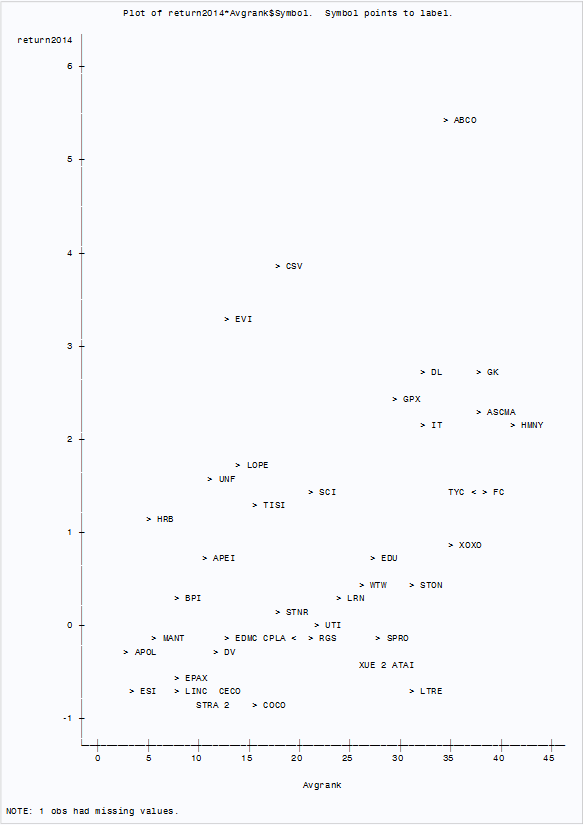 Plot of return2014*Avgrank$Symbol.  Symbol points to label.
return2014
6
> ABCO
5
4
> CSV
> EVI
3
> DL > GK
> GPX
> ASCMA
> IT > HMNY
2
> LOPE
> UNF
> SCI TYC < > FC
> TISI
> HRB
1
> XOXO
> APEI > EDU
> WTW > STON
> BPI > LRN
> STNR
0 > UTI
> MANT > EDMC CPLA < > RGS > SPRO
> APOL > DV
XUE 2 ATAI
> EPAX
> ESI > LINC CECO > LTRE
STRA 2 > COCO
-1
0 5 10 15 20 25 30 35 40 45
Avgrank
NOTE: 1 obs had missing values.